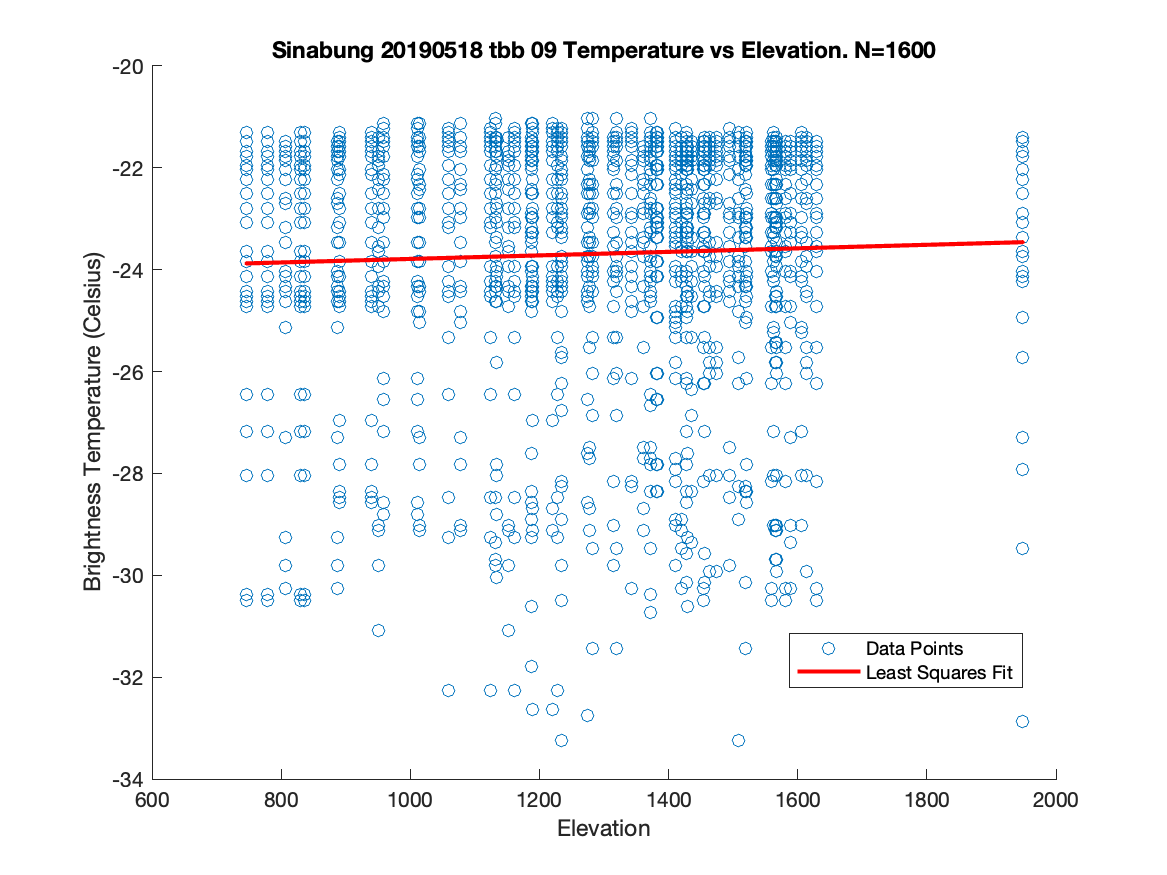 Sinabung 20190518 tbb 09 Temperature vs Elevation. N=1600
Brightness Temperature (Celsius)
-20
-22
-24
-26
-28
-30
-32
-34
Data Points
Least Squares Fit
600 800 1000 1200 1400 1600 1800 2000
Elevation